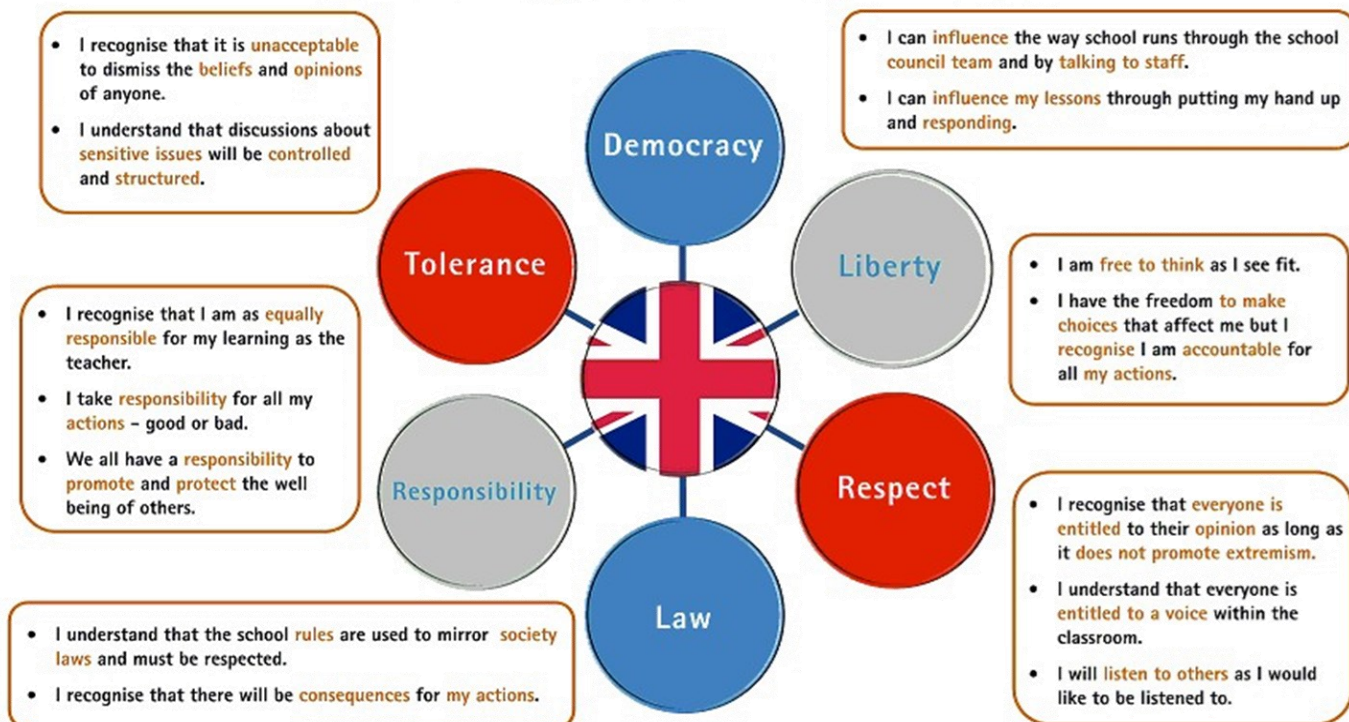 • I recognise that it is unacceptable
to dismiss the beliefs and opinions
of anyone.
• I understand that discussions about
sensitive issues will be controlled
and structured.
Democracy
• I can influence the way school runs through the school
council team and by talking to staff.
• I can influence my lessons through putting my hand up
and responding.
Tolerance
Liberty
• I am free to think as I see fit.
• I have the freedom to make
choices that affect me but I
recognise I am accountable for
all my actions.
• I recognise that I am as equally
responsible for my learning as the
teacher.
• I take responsibility for all my
actions – good or bad.
• We all have a responsibility to
promote and protect the well
being of others.
Responsibility
Respect
• I recognise that everyone is
entitled to their opinion as long as
it does not promote extremism.
• I understand that everyone is
entitled to a voice within the
classroom.
• I will listen to others as I would
like to be listened to.
Law
• I understand that the school rules are used to mirror society
laws and must be respected.
• I recognise that there will be consequences for my actions.